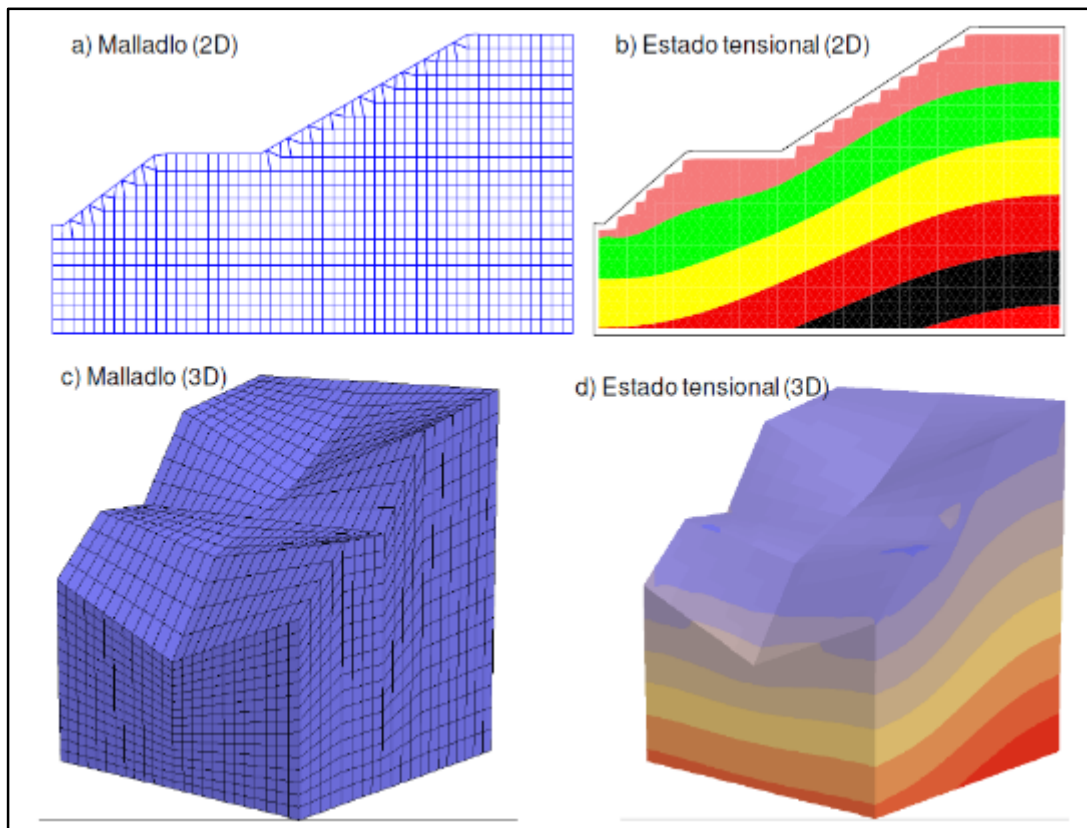 a) Malladlo (2D)
b) Estado tensional (2D)
c) Malladlo (3D)
d) Estado tensional (3D)